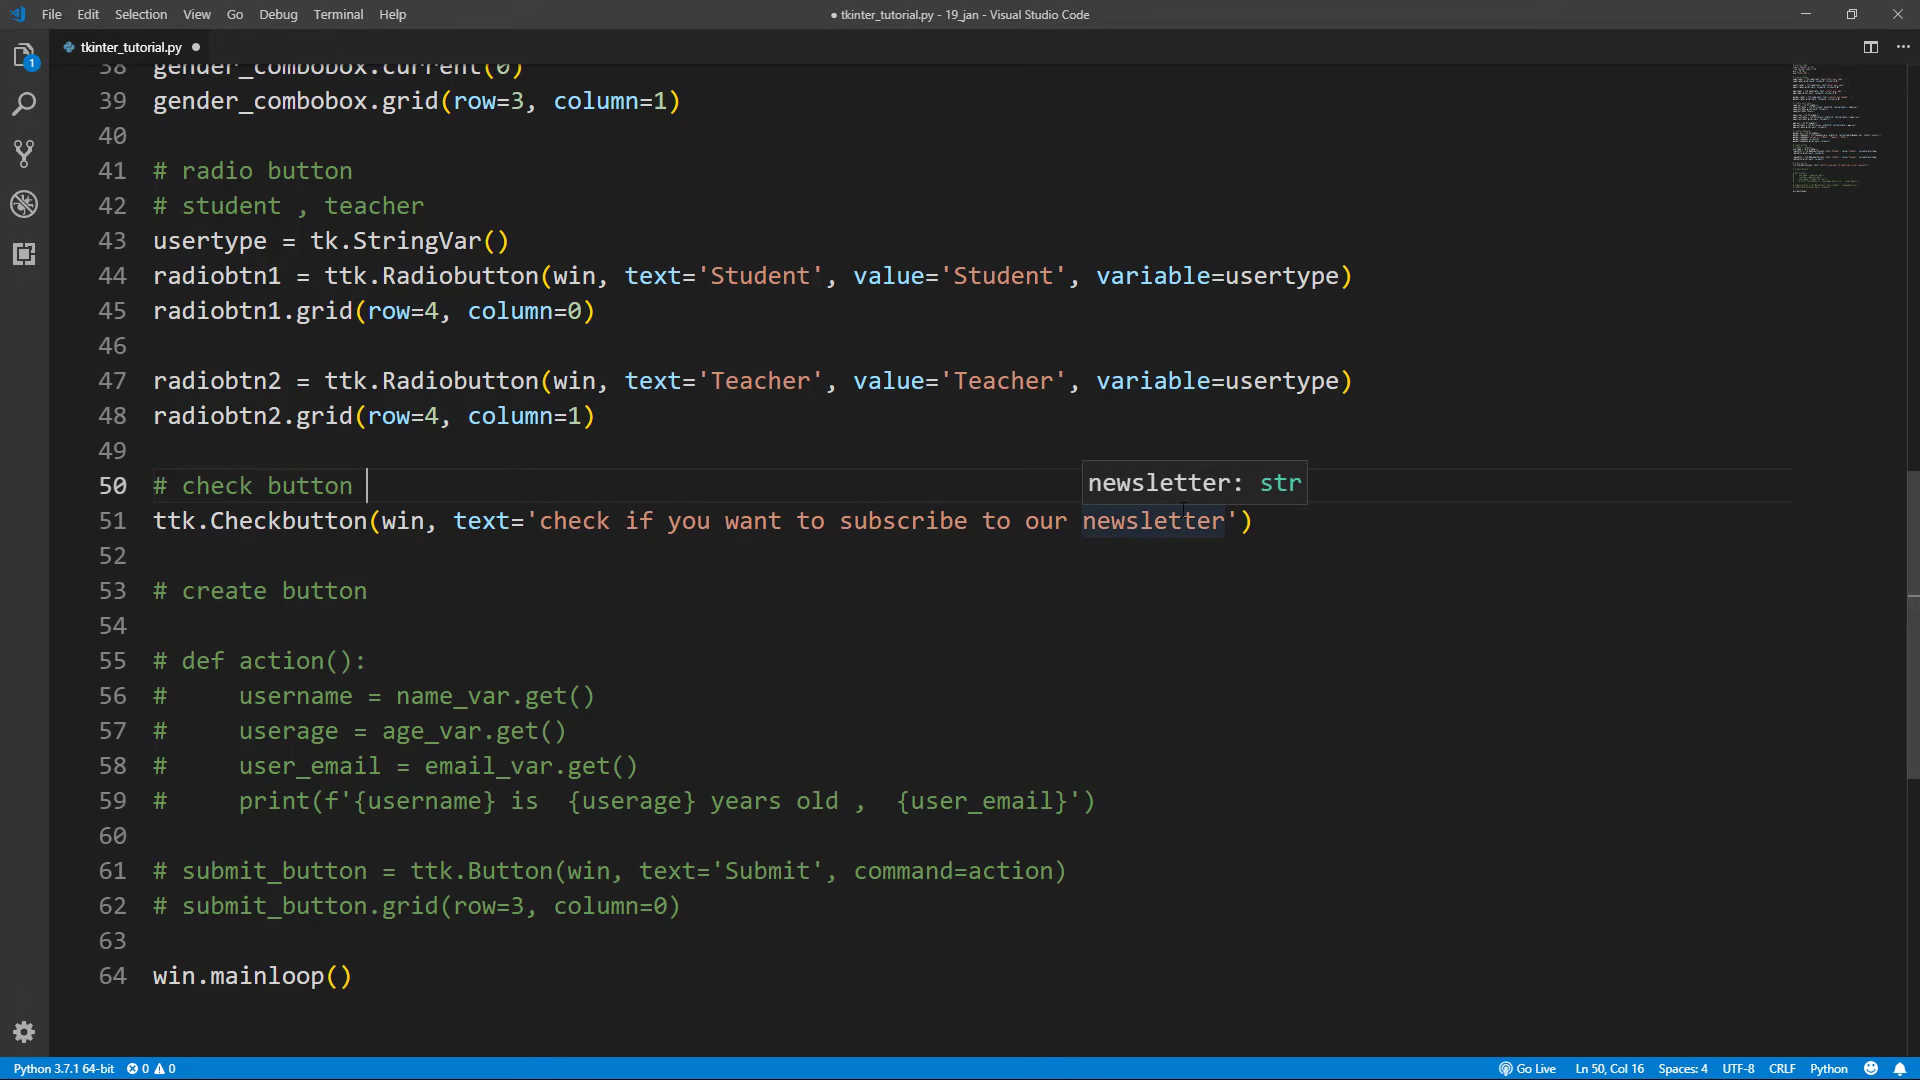 File Edit Selection View Go Debug Terminal Help
● tkinter_tutorial.py - 19_jan - Visual Studio Code
tkinter_tutorial.py ●
1
38 gender_combobox.current(0)
39 gender_combobox.grid(row=3, column=1)
40
41 # radio button
42 # student , teacher
43 usertype = tk.StringVar()
44 radiobtn1 = ttk.Radiobutton(win, text='Student', value='Student', variable=usertype)
45 radiobtn1.grid(row=4, column=0)
46
47 radiobtn2 = ttk.Radiobutton(win, text='Teacher', value='Teacher', variable=usertype)
48 radiobtn2.grid(row=4, column=1)
49
newsletter: str
50 # check button
51 ttk.Checkbutton(win, text='check if you want to subscribe to our newsletter')
52
53 # create button
54
55 # def action():
56 #     username = name_var.get()
57 #     userage = age_var.get()
58 #     user_email = email_var.get()
59 #     print(f'{username} is  {userage} years old ,  {user_email}')
60
61 # submit_button = ttk.Button(win, text='Submit', command=action)
62 # submit_button.grid(row=3, column=0)
63
64 win.mainloop()
Python 3.7.1 64-bit 0 0 Go Live Ln 50, Col 16 Spaces: 4 UTF-8 CRLF Python